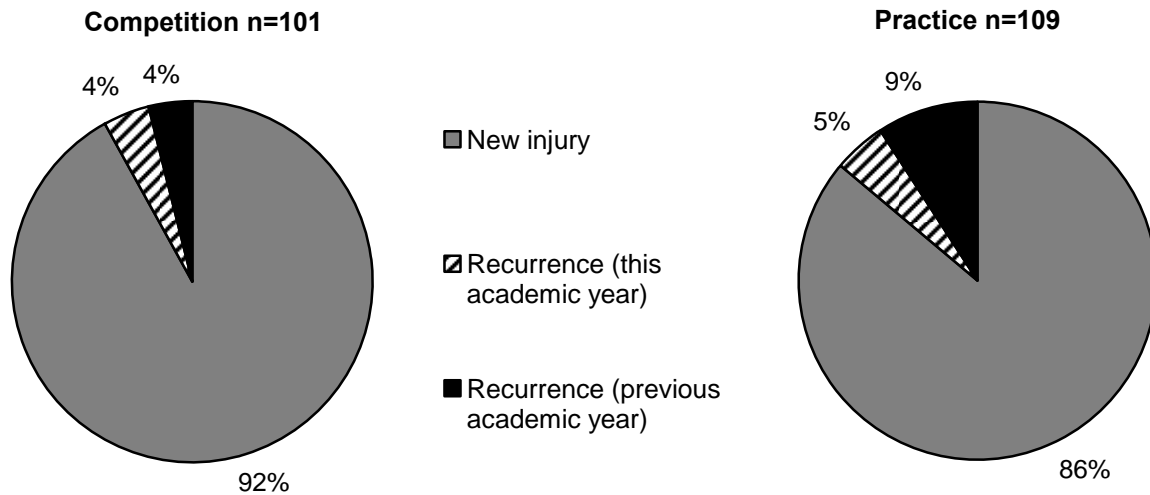 Competition n=101
4%
4%
92%
New injury
Recurrence (this
academic year)
Recurrence (previous
academic year)
Practice n=109
9%
5%
86%